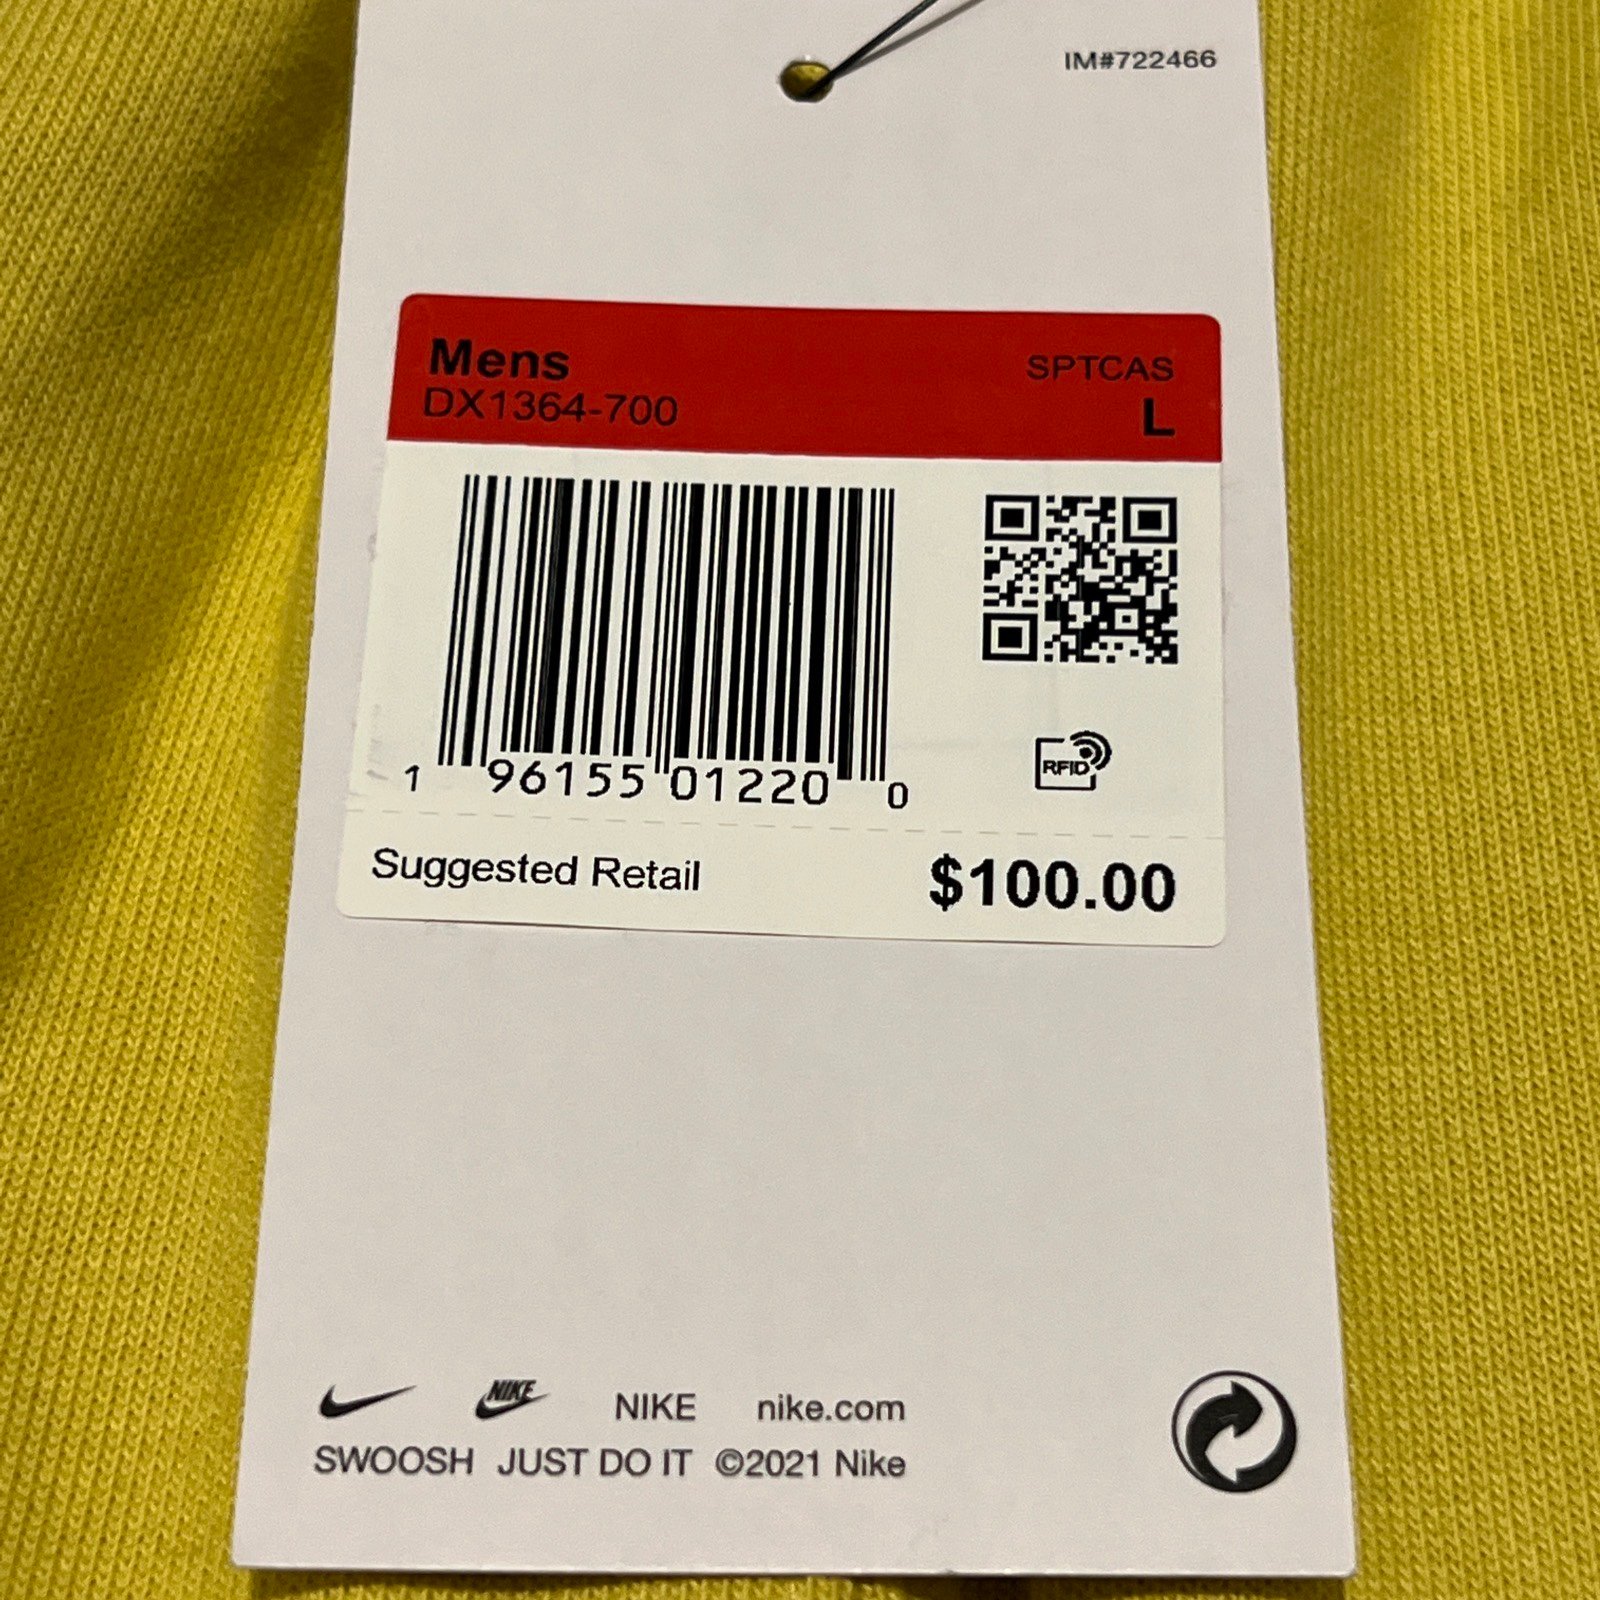 IM#722466
Mens SPTCAS
DX1364-700 L
RFID
1 96155 01220 0
Suggested Retail $100.00
NIKE NIKE nike.com
SWOOSH JUST DO IT ©2021 Nike